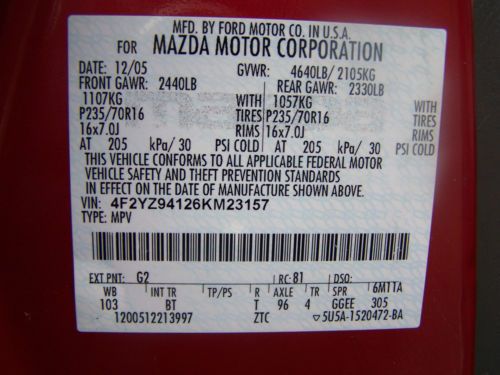 MFD. BY FORD MOTOR CO. IN U.S.A.
FOR MAZDA MOTOR CORPORATION
DATE: 12/05 GVWR: 4640LB/ 2105KG
FRONT GAWR: 2440LB REAR GAWR: 2330LB
1107KG WITH 1057KG WITH
P235/70R16 TIRES P235/70R16 TIRES
16x7.0J RIMS 16x7.0J RIMS
AT 205 kPa/ 30 PSI COLD AT 205 kPa/ 30 PSI COLD
THIS VEHICLE CONFORMS TO ALL APPLICABLE FEDERAL MOTOR
VEHICLE SAFETY AND THEFT PREVENTION STANDARDS
IN EFFECT ON THE DATE OF MANUFACTURE SHOWN ABOVE.
VIN: 4F2YZ94126KM23157
TYPE: MPV
EXT PNT: G2 RC: 81 DSO:
WB INT TR TP/PS R AXLE TR SPR 6M11A
103 BT T 96 4 GGEE 305
1200512213997 ZTC ▽5U5A-1520472-BA